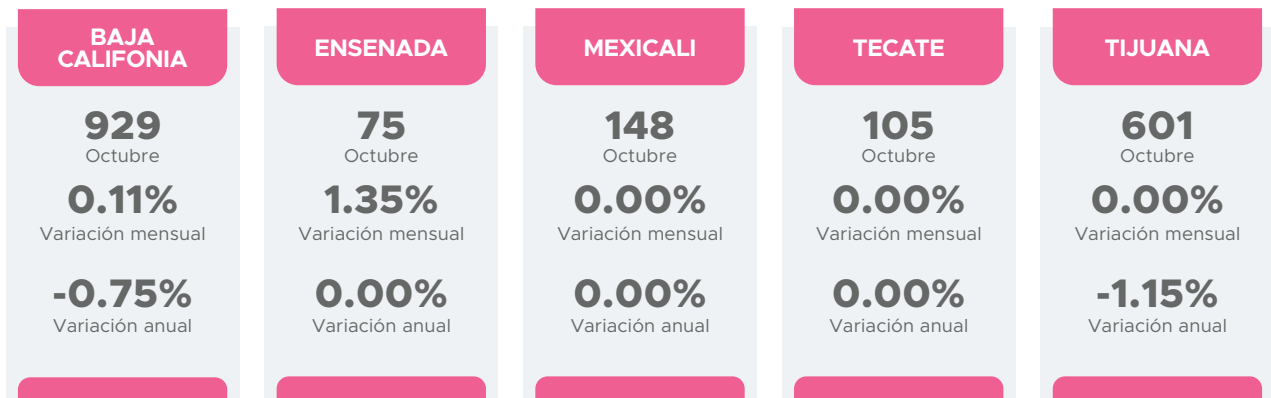 BAJA
CALIFONIA
929
Octubre
0.11%
Variación mensual
-0.75%
Variación anual
ENSENADA
75
Octubre
1.35%
Variación mensual
0.00%
Variación anual
MEXICALI
148
Octubre
0.00%
Variación mensual
0.00%
Variación anual
TECATE
105
Octubre
0.00%
Variación mensual
0.00%
Variación anual
TIJUANA
601
Octubre
0.00%
Variación mensual
-1.15%
Variación anual